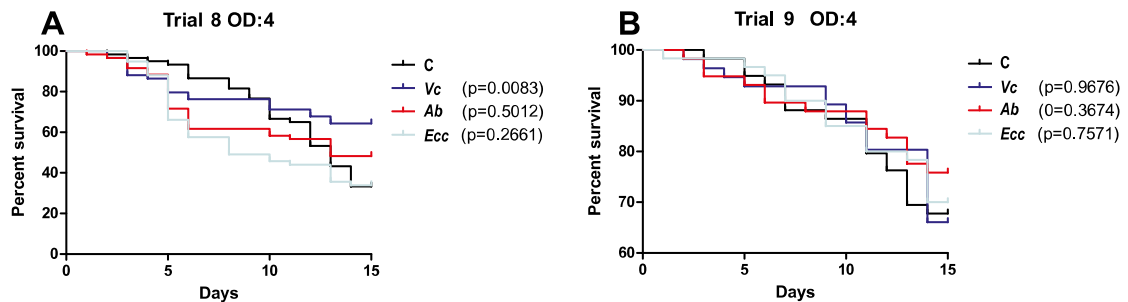 A
Trial 8 OD:4
Percent survival
100
80
60
40
20
0
0
5
10
15
Days
C
Vc (p=0.0083)
Ab (p=0.5012)
Ecc (p=0.2661)
B
Trial 9 OD:4
Percent survival
100
90
80
70
60
0
5
10
15
Days
C
Vc (p=0.9676)
Ab (0=0.3674)
Ecc (p=0.7571)